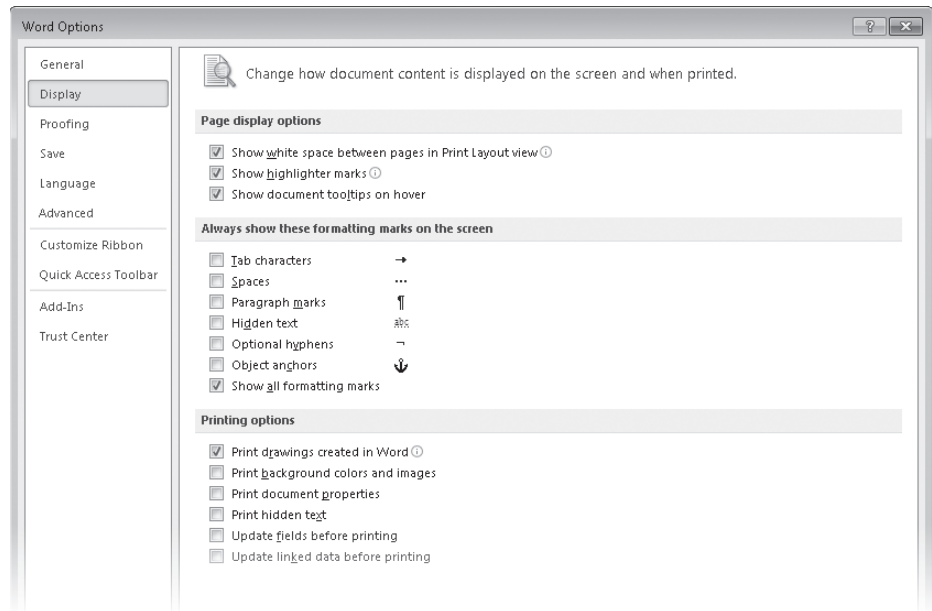 Word Options
General
Display
Proofing
Save
Language
Advanced
Customize Ribbon
Quick Access Toolbar
Add-Ins
Trust Center
Change how document content is displayed on the screen and when printed.
Page display options
Show white space between pages in Print Layout view
Show highlighter marks
Show document tooltips on hover
Always show these formatting marks on the screen
Tab characters →
Spaces ···
Paragraph marks ¶
Hidden text abc
Optional hyphens ¬
Object anchors
Show all formatting marks
Printing options
Print drawings created in Word
Print background colors and images
Print document properties
Print hidden text
Update fields before printing
Update linked data before printing